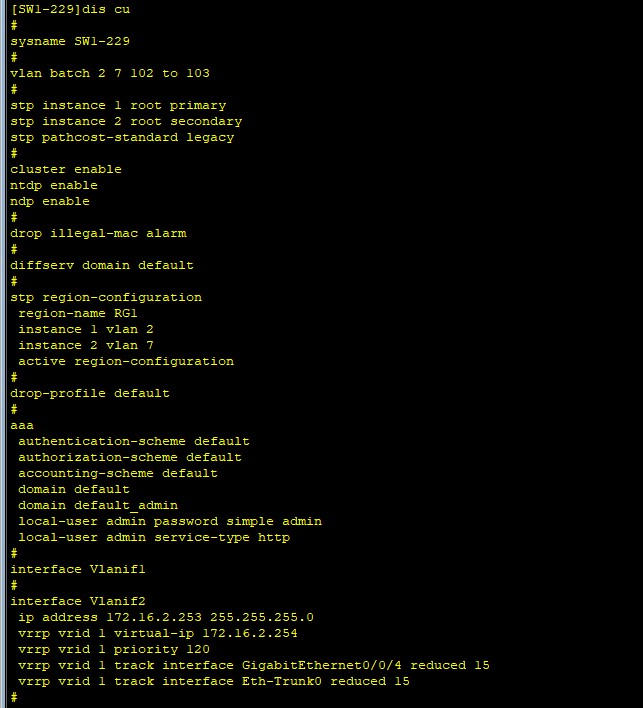 [SW1-229]dis cu
#
sysname SW1-229
#
vlan batch 2 7 102 to 103
#
stp instance 1 root primary
stp instance 2 root secondary
stp pathcost-standard legacy
#
cluster enable
ntdp enable
ndp enable
#
drop illegal-mac alarm
#
diffserv domain default
#
stp region-configuration
 region-name RG1
 instance 1 vlan 2
 instance 2 vlan 7
 active region-configuration
#
drop-profile default
#
aaa
 authentication-scheme default
 authorization-scheme default
 accounting-scheme default
 domain default
 domain default_admin
 local-user admin password simple admin
 local-user admin service-type http
#
interface Vlanif1
#
interface Vlanif2
 ip address 172.16.2.253 255.255.255.0
 vrrp vrid 1 virtual-ip 172.16.2.254
 vrrp vrid 1 priority 120
 vrrp vrid 1 track interface GigabitEthernet0/0/4 reduced 15
 vrrp vrid 1 track interface Eth-Trunk0 reduced 15
#